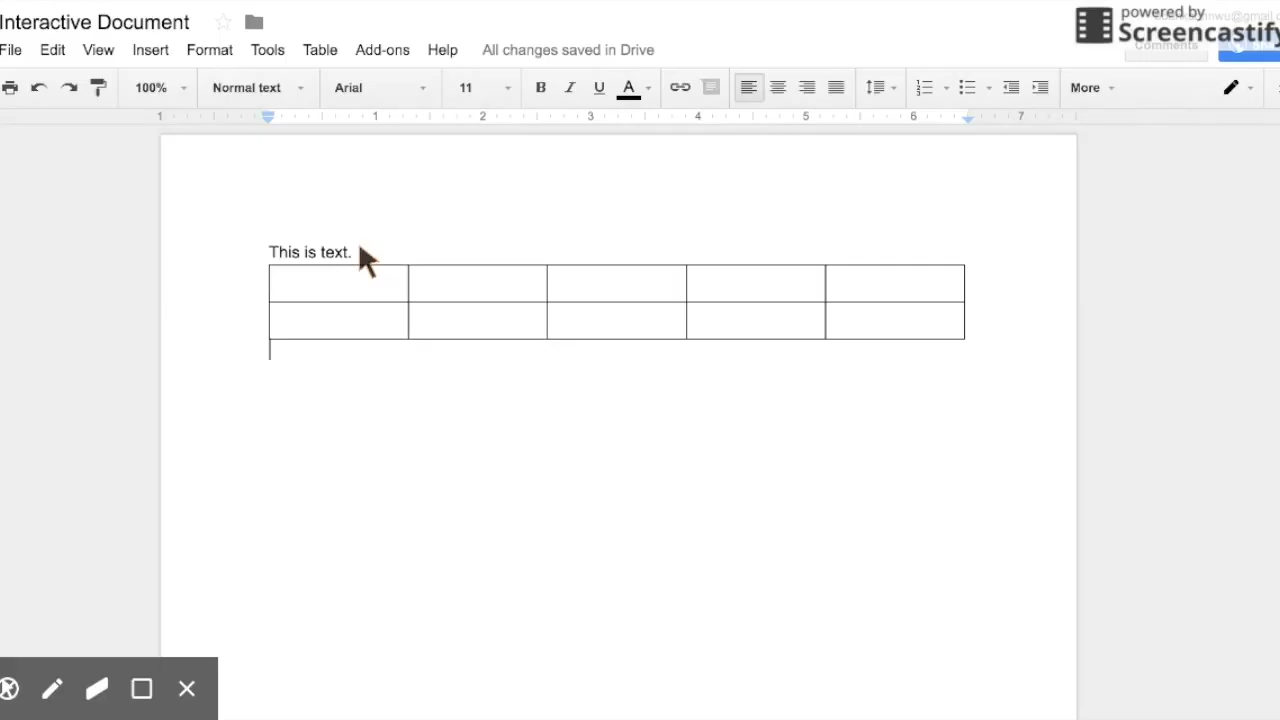 Interactive Document
powered by
Screencastify
File Edit View Insert Format Tools Table Add-ons Help All changes saved in Drive
Comments
100% Normal text Arial 11 B I U A More
1 1 2 3 4 5 6 7
This is text.